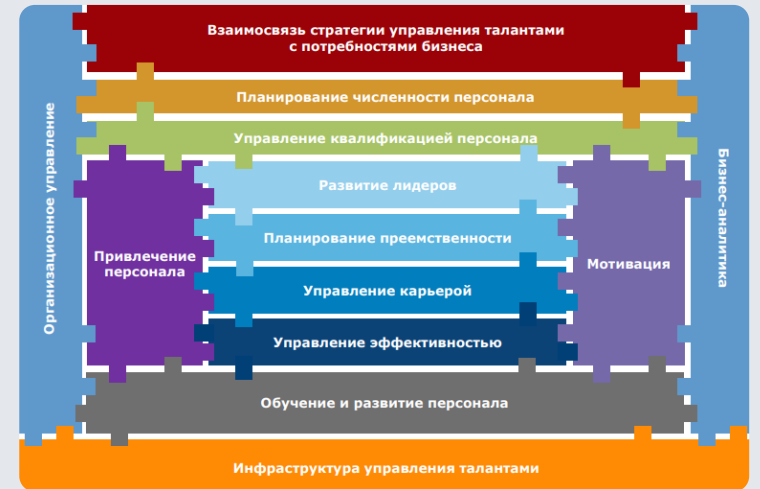 Взаимосвязь стратегии управления талантами
с потребностями бизнеса
Планирование численности персонала
Управление квалификацией персонала
Организационное управление
Бизнес-аналитика
Развитие лидеров
Планирование преемственности
Привлечение
персонала
Мотивация
Управление карьерой
Управление эффективностью
Обучение и развитие персонала
Инфраструктура управления талантами